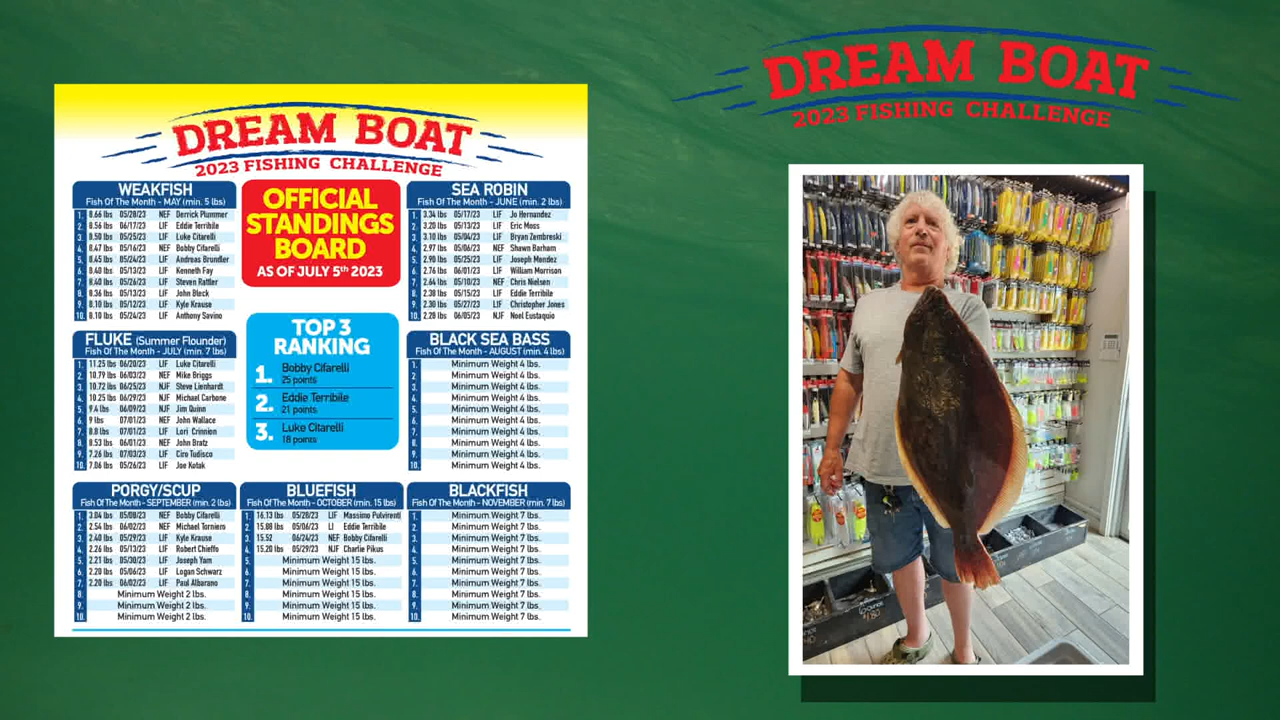 DREAM BOAT
2023 FISHING CHALLENGE
WEAKFISH
Fish Of The Month - MAY (min. 5 lbs)
1. 8.66 lbs 05/28/23 NEF Derrick Plummer
2. 8.56 lbs 06/17/23 LIF Eddie Terribile
3. 8.50 lbs 05/25/23 LIF Luke Citarelli
4. 8.47 lbs 05/16/23 NEF Bobby Cifarelli
5. 8.45 lbs 05/24/23 LIF Andreas Brundler
6. 8.40 lbs 05/13/23 LIF Kenneth Fay
7. 8.40 lbs 05/26/23 LIF Steven Rattler
8. 8.36 lbs 05/13/23 LIF John Bleck
9. 8.10 lbs 05/12/23 LIF Kyle Krause
10. 8.10 lbs 05/24/23 LIF Anthony Savino
OFFICIAL
STANDINGS
BOARD
AS OF JULY 5th 2023
SEA ROBIN
Fish Of The Month - JUNE (min. 2 lbs)
1. 3.34 lbs 05/17/23 LIF Jo Hernandez
2. 3.20 lbs 05/13/23 LIF Eric Moss
3. 3.10 lbs 05/04/23 LIF Bryan Zembreski
4. 2.97 lbs 05/06/23 NEF Shawn Barham
5. 2.90 lbs 05/25/23 LIF Joseph Mendez
6. 2.76 lbs 06/01/23 LIF William Morrison
7. 2.64 lbs 05/10/23 NEF Chris Nielsen
8. 2.38 lbs 05/15/23 LIF Eddie Terribile
9. 2.30 lbs 05/27/23 LIF Christopher Jones
10. 2.28 lbs 06/05/23 NJF Noel Eustaquio
FLUKE (Summer Flounder)
Fish Of The Month - JULY (min. 7 lbs)
1. 11.25 lbs 06/20/23 LIF Luke Citarelli
2. 10.79 lbs 06/03/23 NEF Mike Briggs
3. 10.72 lbs 06/25/23 NJF Steve Lienhardt
4. 10.25 lbs 06/29/23 NJF Michael Carbone
5. 9.4 lbs 06/09/23 NJF Jim Quinn
6. 9 lbs 07/01/23 NEF John Wallace
7. 8.8 lbs 07/01/23 LIF Lori Crinnion
8. 8.53 lbs 06/01/23 NEF John Bratz
9. 7.26 lbs 07/03/23 LIF Ciro Tudisco
10. 7.06 lbs 05/26/23 LIF Joe Kotak
TOP 3
RANKING
1. Bobby Cifarelli
25 points
2. Eddie Terribile
21 points
3. Luke Citarelli
18 points
BLACK SEA BASS
Fish Of The Month - AUGUST (min. 4 lbs)
1. Minimum Weight 4 lbs.
2. Minimum Weight 4 lbs.
3. Minimum Weight 4 lbs.
4. Minimum Weight 4 lbs.
5. Minimum Weight 4 lbs.
6. Minimum Weight 4 lbs.
7. Minimum Weight 4 lbs.
8. Minimum Weight 4 lbs.
9. Minimum Weight 4 lbs.
10. Minimum Weight 4 lbs.
PORGY/SCUP
Fish Of The Month - SEPTEMBER (min. 2 lbs)
1. 3.04 lbs 05/08/23 NEF Bobby Cifarelli
2. 2.54 lbs 06/02/23 NEF Michael Torniero
3. 2.40 lbs 05/29/23 LIF Kyle Krause
4. 2.26 lbs 05/13/23 LIF Robert Chieffo
5. 2.21 lbs 05/30/23 LIF Joseph Yam
6. 2.20 lbs 05/06/23 LIF Logan Schwarz
7. 2.20 lbs 06/02/23 LIF Paul Albarano
8. Minimum Weight 2 lbs.
9. Minimum Weight 2 lbs.
10. Minimum Weight 2 lbs.
BLUEFISH
Fish Of The Month - OCTOBER (min. 15 lbs)
1. 16.13 lbs 05/28/23 LIF Massimo Pulvirenti
2. 15.88 lbs 05/06/23 LI Eddie Terribile
3. 15.52 06/24/23 NEF Bobby Cifarelli
4. 15.20 lbs 05/29/23 NJF Charlie Pikus
5. Minimum Weight 15 lbs.
6. Minimum Weight 15 lbs.
7. Minimum Weight 15 lbs.
8. Minimum Weight 15 lbs.
9. Minimum Weight 15 lbs.
10. Minimum Weight 15 lbs.
BLACKFISH
Fish Of The Month - NOVEMBER (min. 7 lbs)
1. Minimum Weight 7 lbs.
2. Minimum Weight 7 lbs.
3. Minimum Weight 7 lbs.
4. Minimum Weight 7 lbs.
5. Minimum Weight 7 lbs.
6. Minimum Weight 7 lbs.
7. Minimum Weight 7 lbs.
8. Minimum Weight 7 lbs.
9. Minimum Weight 7 lbs.
10. Minimum Weight 7 lbs.
DREAM BOAT
2023 FISHING CHALLENGE